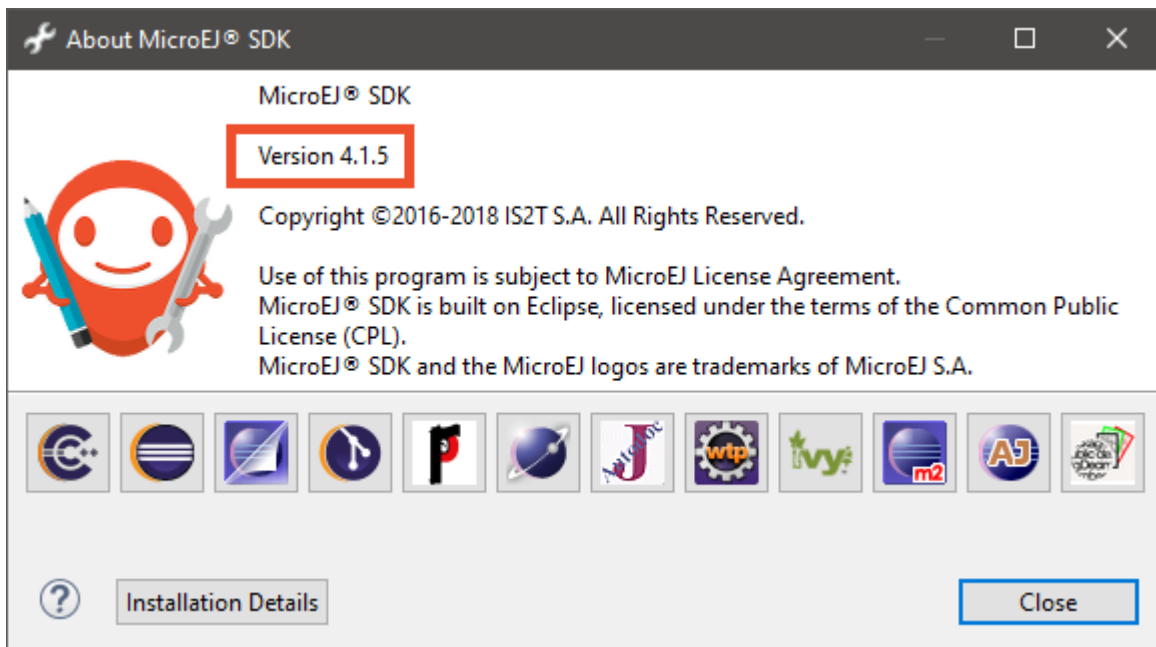 About MicroEJ® SDK
MicroEJ® SDK
Version 4.1.5
Copyright ©2016-2018 IS2T S.A. All Rights Reserved.
Use of this program is subject to MicroEJ License Agreement.
MicroEJ® SDK is built on Eclipse, licensed under the terms of the Common Public
License (CPL).
MicroEJ® SDK and the MicroEJ logos are trademarks of MicroEJ S.A.
C++ Autodoc J wtp ivy m2 AJ
? Installation Details Close